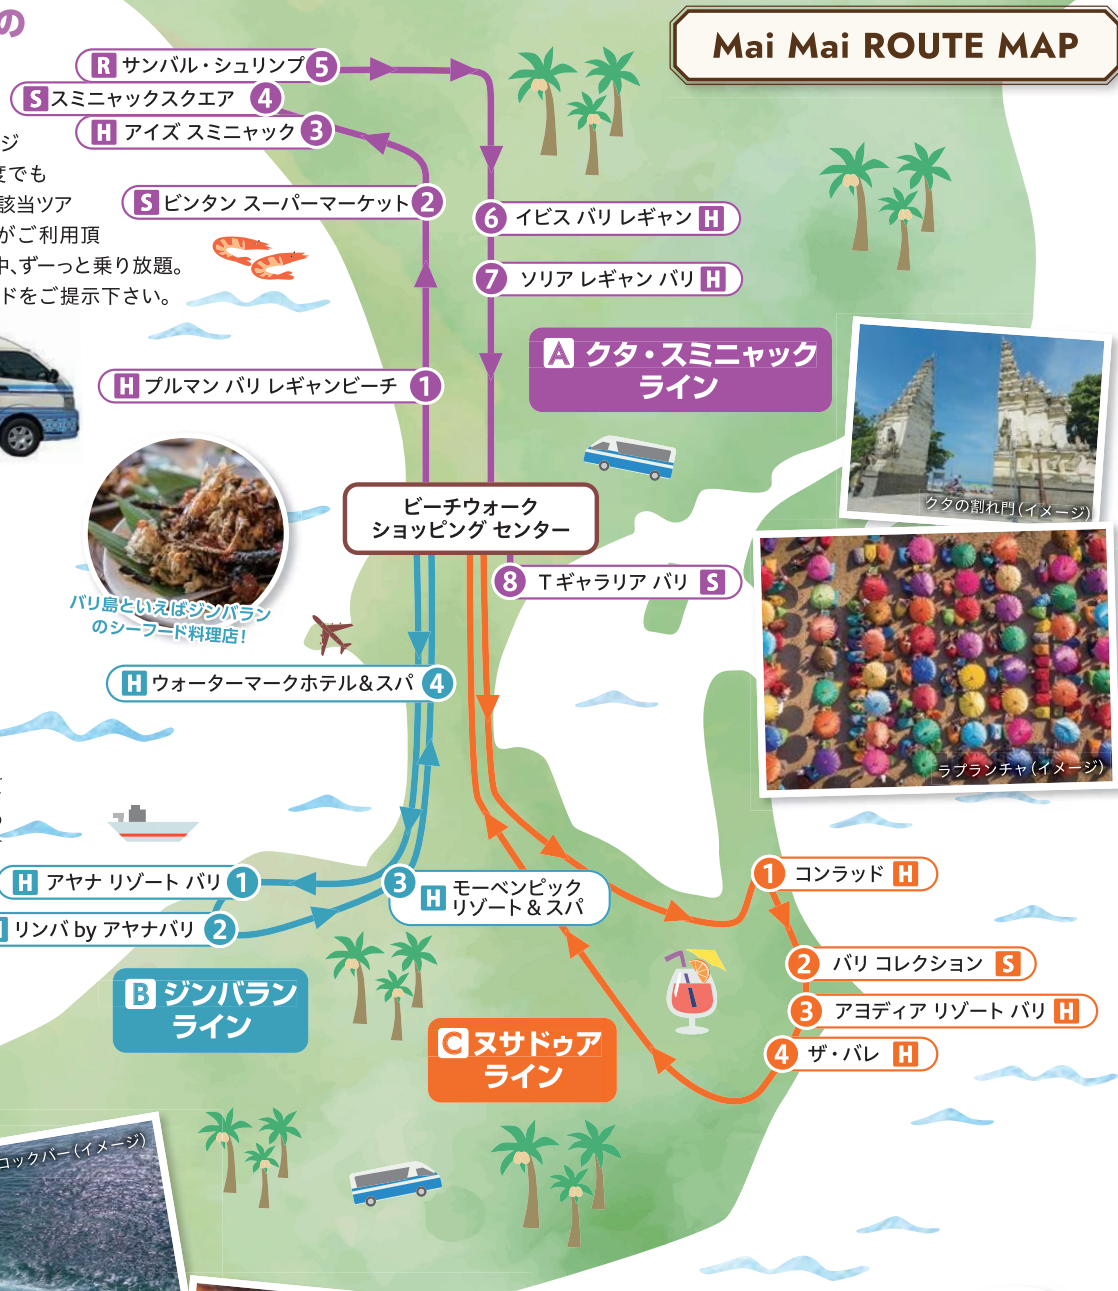 の
Mai Mai ROUTE MAP
R サンバル・シュリンプ 5
S スミニャックスクエア 4
H アイズ スミニャック 3
ジ
度でも
該当ツア
がご利用頂
中、ずーっと乗り放題。
ドをご提示下さい。
S ビンタン スーパーマーケット 2
6 イビス バリ レギャン H
7 ソリア レギャン バリ H
A クタ・スミニャック
ライン
H プルマン バリ レギャンビーチ 1
クタの割れ門(イメージ)
ビーチウォーク
ショッピング センター
8 T ギャラリア バリ S
バリ島といえばジンバラン
のシーフード料理店!
H ウォーターマークホテル&スパ 4
ラプランチャ(イメージ)
H アヤナ リゾート バリ 1
3 H モーベンピック
リゾート & スパ
リンバ by アヤナバリ 2
1 コンラッド H
2 バリ コレクション S
3 アヨディア リゾート バリ H
4 ザ・バレ H
B ジンバラン
ライン
C ヌサドゥア
ライン
コックバー(イメージ)